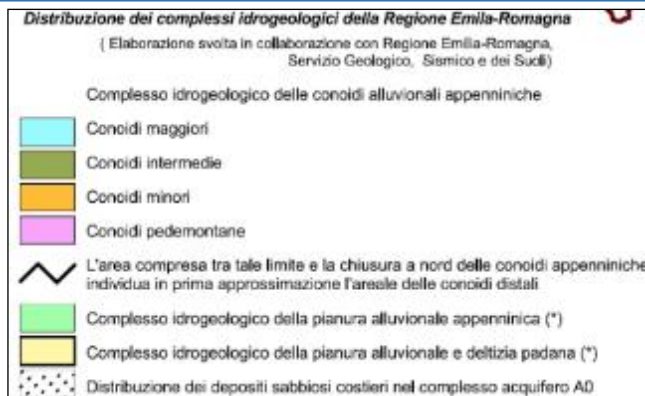 Distribuzione dei complessi idrogeologici della Regione Emila-Romagna
( Elaborazione svolta in collaborazione con Regione Emilia-Romagna,
Servizio Geologico, Sismico e dei Suoli)
Complesso idrogeologico delle conoidi alluvionali appenniniche
Conoidi maggiori
Conoidi intermedie
Conoidi minori
Conoidi pedemontane
L'area compresa tra tale limite e la chiusura a nord delle conoidi appenniniche
individua in prima approssimazione l'areale delle conoidi distali
Complesso idrogeologico della pianura alluvionale appenninica (*)
Complesso idrogeologico della pianura alluvionale e deltizia padana (*)
Distribuzione dei depositi sabbiosi costieri nel complesso acquifero A0